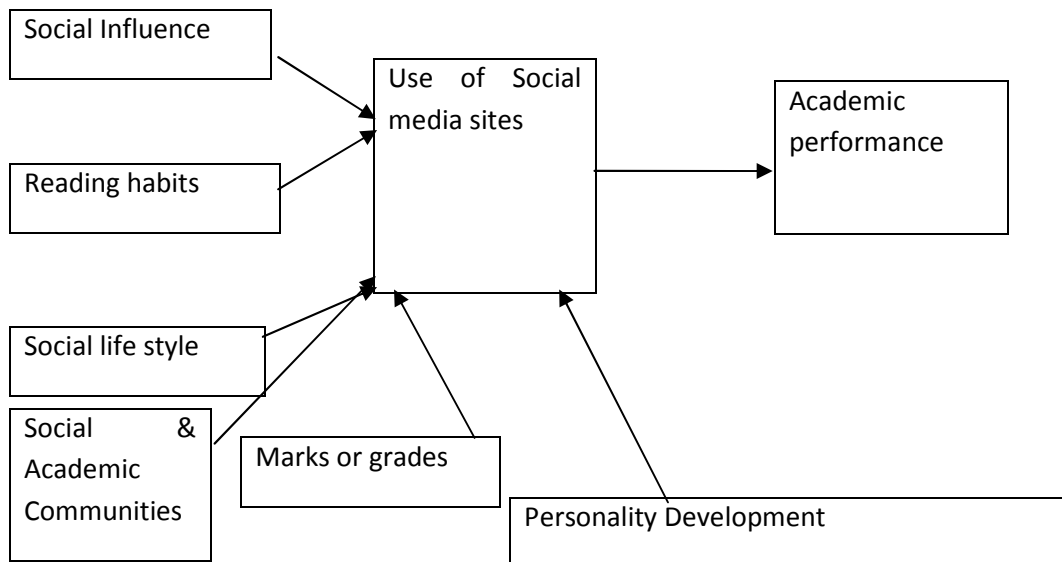 Social Influence
Use of Social
media sites
Academic
performance
Reading habits
Social life style
Social &
Academic
Communities
Marks or grades
Personality Development